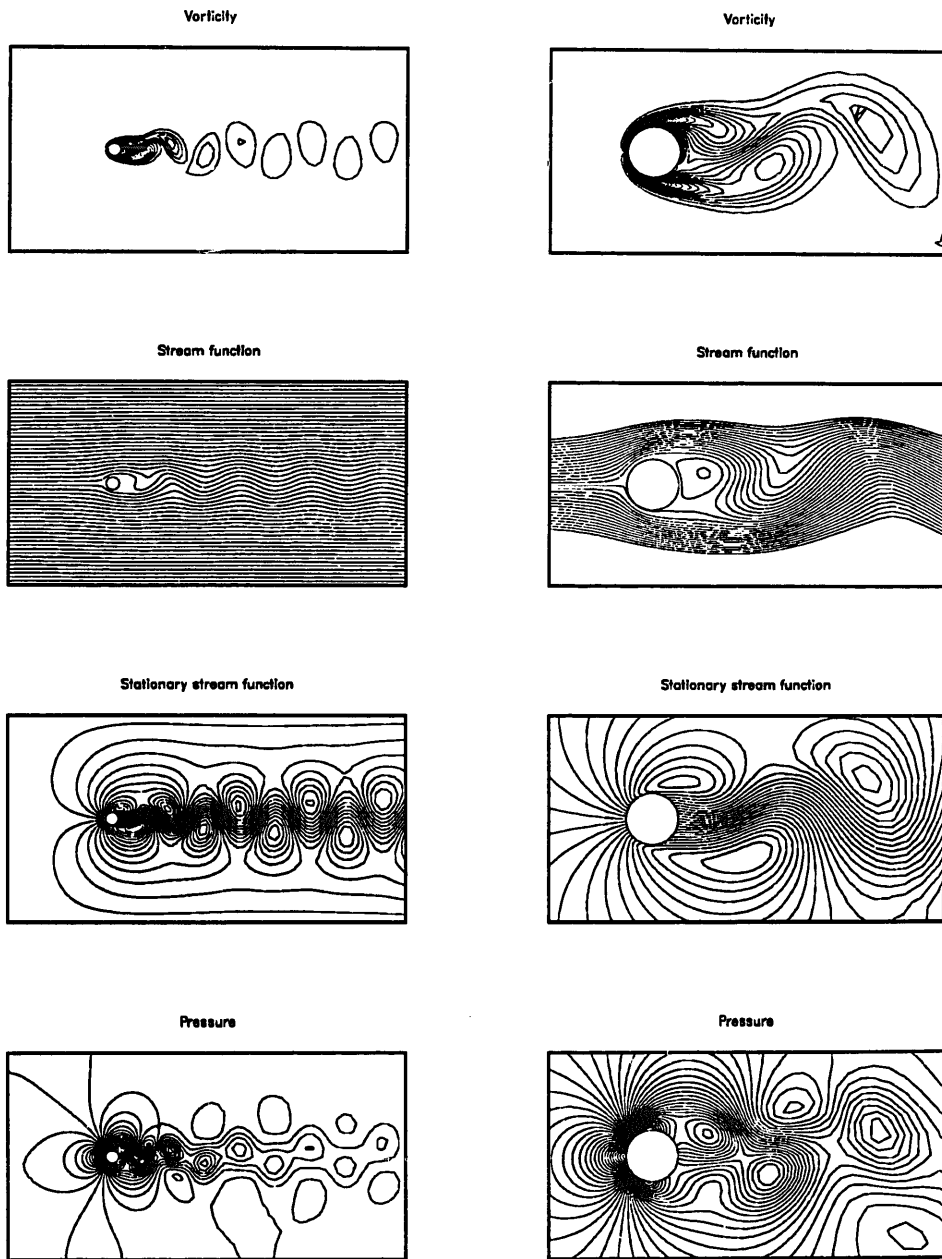 Vorticity
Vorticity
Stream function
Stream function
Stationary stream function
Stationary stream function
Pressure
Pressure